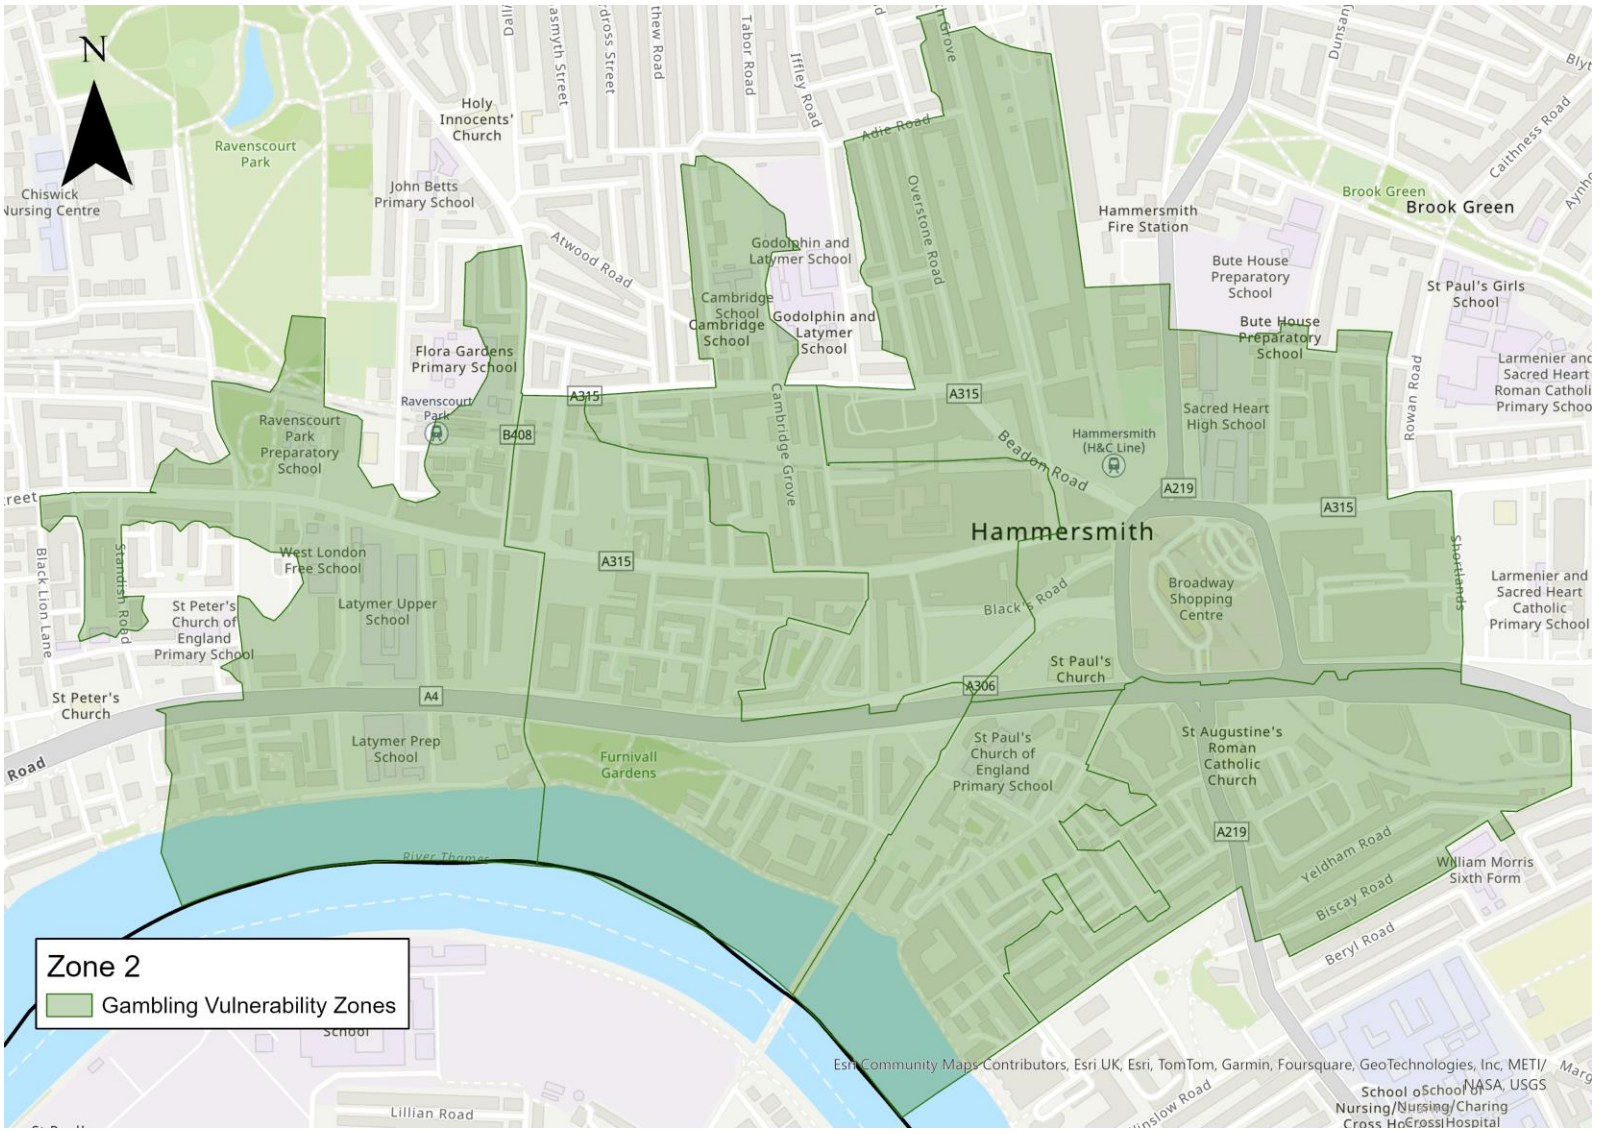 N
Ravenscourt
Park
Chiswick
Nursing Centre
Holy
Innocents'
Church
John Betts
Primary School
Tabor Road
Iffley Road
Adie Road
Overstone Road
Atwood Road
Godolphin and
Latymer School
Godolphin and
Latymer
School
Cambridge
School
Cambridge
School
Hammersmith
Fire Station
Brook Green
Brook Green
Caithness Road
Bute House
Preparatory
School
Bute House
Preparatory
School
St Paul's Girls
School
Rowan Road
Flora Gardens
Primary School
Ravenscourt
Park
Ravenscourt
Park
Preparatory
School
A315
B408
Cambridge Grove
A315
Beadon Road
Hammersmith
(H&C Line)
Sacred Heart
High School
A219
A315
Hammersmith
Black Lion Lane
Standish Road
West London
Free School
St Peter's
Church of
England
Primary School
Latymer Upper
School
A315
Black's Road
Broadway
Shopping
Centre
Shortlands
Larmenier and
Sacred Heart
Catholic
Primary School
St Peter's
Church
A4
St Paul's
Church
A306
Road
Latymer Prep
School
Furnivall
Gardens
St Paul's
Church of
England
Primary School
St Augustine's
Roman
Catholic
Church
A219
Yeldham Road
Biscay Road
Beryl Road
William Morris
Sixth Form
River Thames
Zone 2
Gambling Vulnerability Zones
School
Lillian Road
Esri Community Maps Contributors, Esri UK, Esri, TomTom, Garmin, Foursquare, GeoTechnologies, Inc, METI/
NASA, USGS